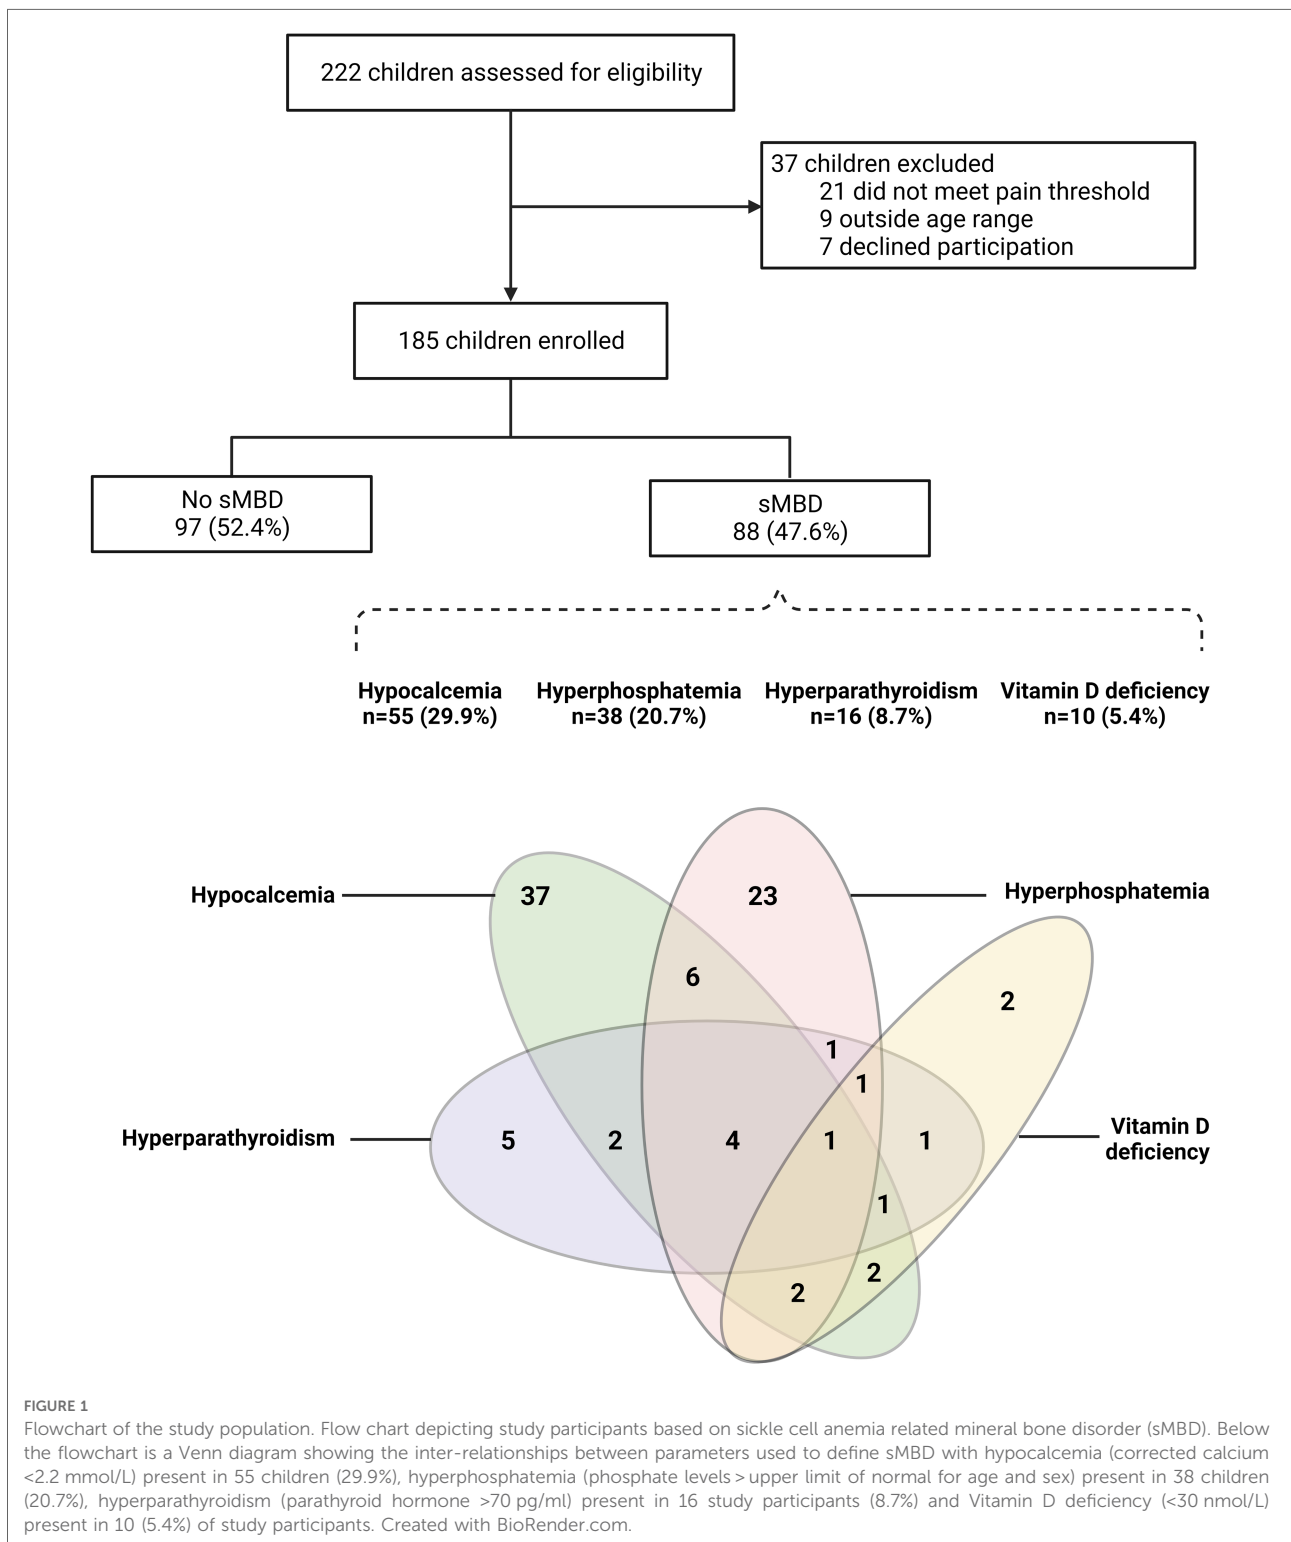 222 children assessed for eligibility
37 children excluded
21 did not meet pain threshold
9 outside age range
7 declined participation
185 children enrolled
No sMBD
97 (52.4%)
sMBD
88 (47.6%)
Hypocalcemia
n=55 (29.9%)
Hyperphosphatemia
n=38 (20.7%)
Hyperparathyroidism
n=16 (8.7%)
Vitamin D deficiency
n=10 (5.4%)
Hypocalcemia
37
23
Hyperphosphatemia
6
2
1
1
Hyperparathyroidism
5
2
4
1
1
Vitamin D
deficiency
1
2
2
FIGURE 1
Flowchart of the study population. Flow chart depicting study participants based on sickle cell anemia related mineral bone disorder (sMBD). Below
the flowchart is a Venn diagram showing the inter-relationships between parameters used to define sMBD with hypocalcemia (corrected calcium
<2.2 mmol/L) present in 55 children (29.9%), hyperphosphatemia (phosphate levels > upper limit of normal for age and sex) present in 38 children
(20.7%), hyperparathyroidism (parathyroid hormone >70 pg/ml) present in 16 study participants (8.7%) and Vitamin D deficiency (<30 nmol/L)
present in 10 (5.4%) of study participants. Created with BioRender.com.